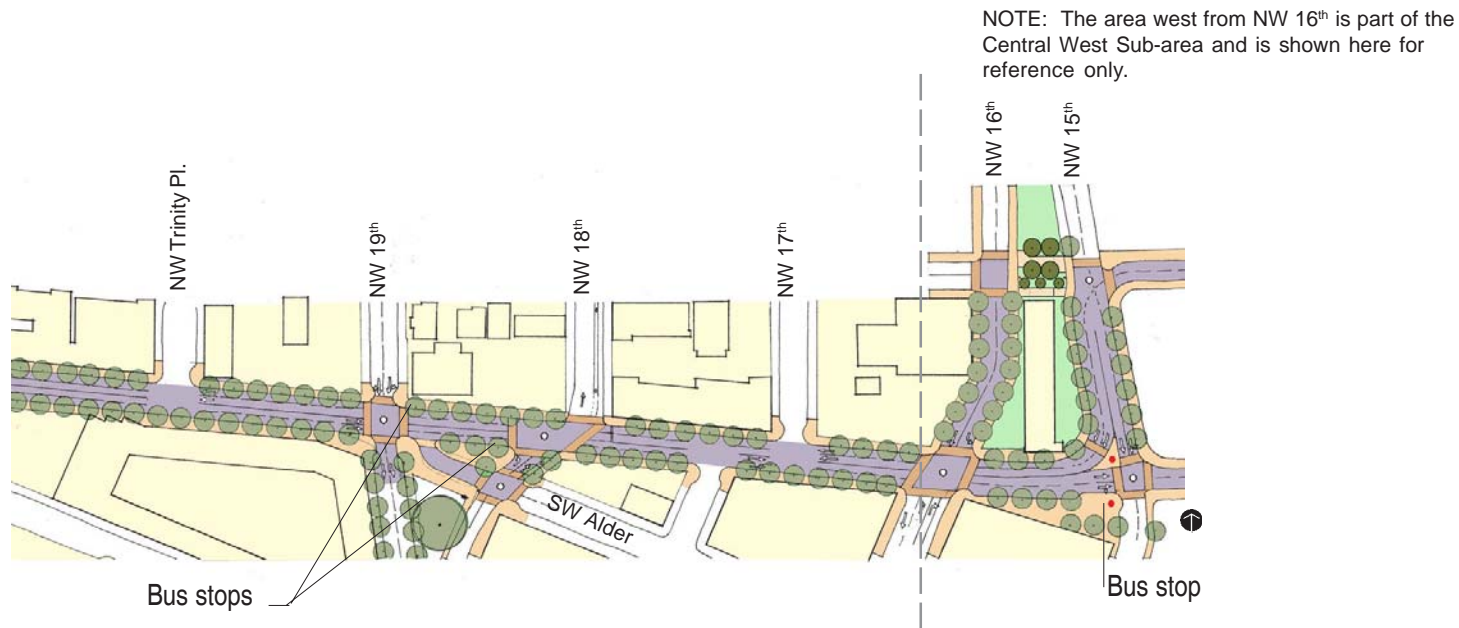 NOTE: The area west from NW 16th is part of the
Central West Sub-area and is shown here for
reference only.
NW Trinity Pl.
NW 19th
NW 18th
NW 17th
NW 16th
NW 15th
SW Alder
Bus stops
Bus stop